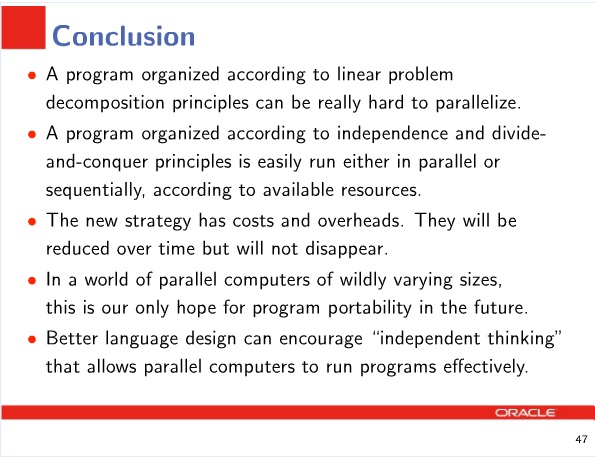 Conclusion
• A program organized according to linear problem
decomposition principles can be really hard to parallelize.
• A program organized according to independence and divide-
and-conquer principles is easily run either in parallel or
sequentially, according to available resources.
• The new strategy has costs and overheads. They will be
reduced over time but will not disappear.
• In a world of parallel computers of wildly varying sizes,
this is our only hope for program portability in the future.
• Better language design can encourage “independent thinking”
that allows parallel computers to run programs effectively.
ORACLE
47